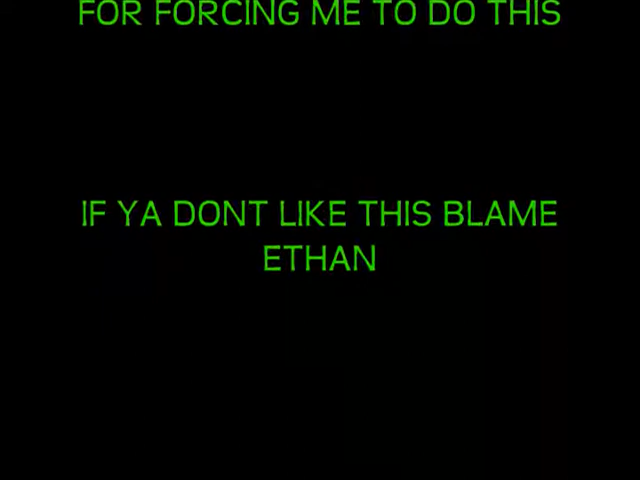 FOR FORCING ME TO DO THIS
IF YA DONT LIKE THIS BLAME
ETHAN